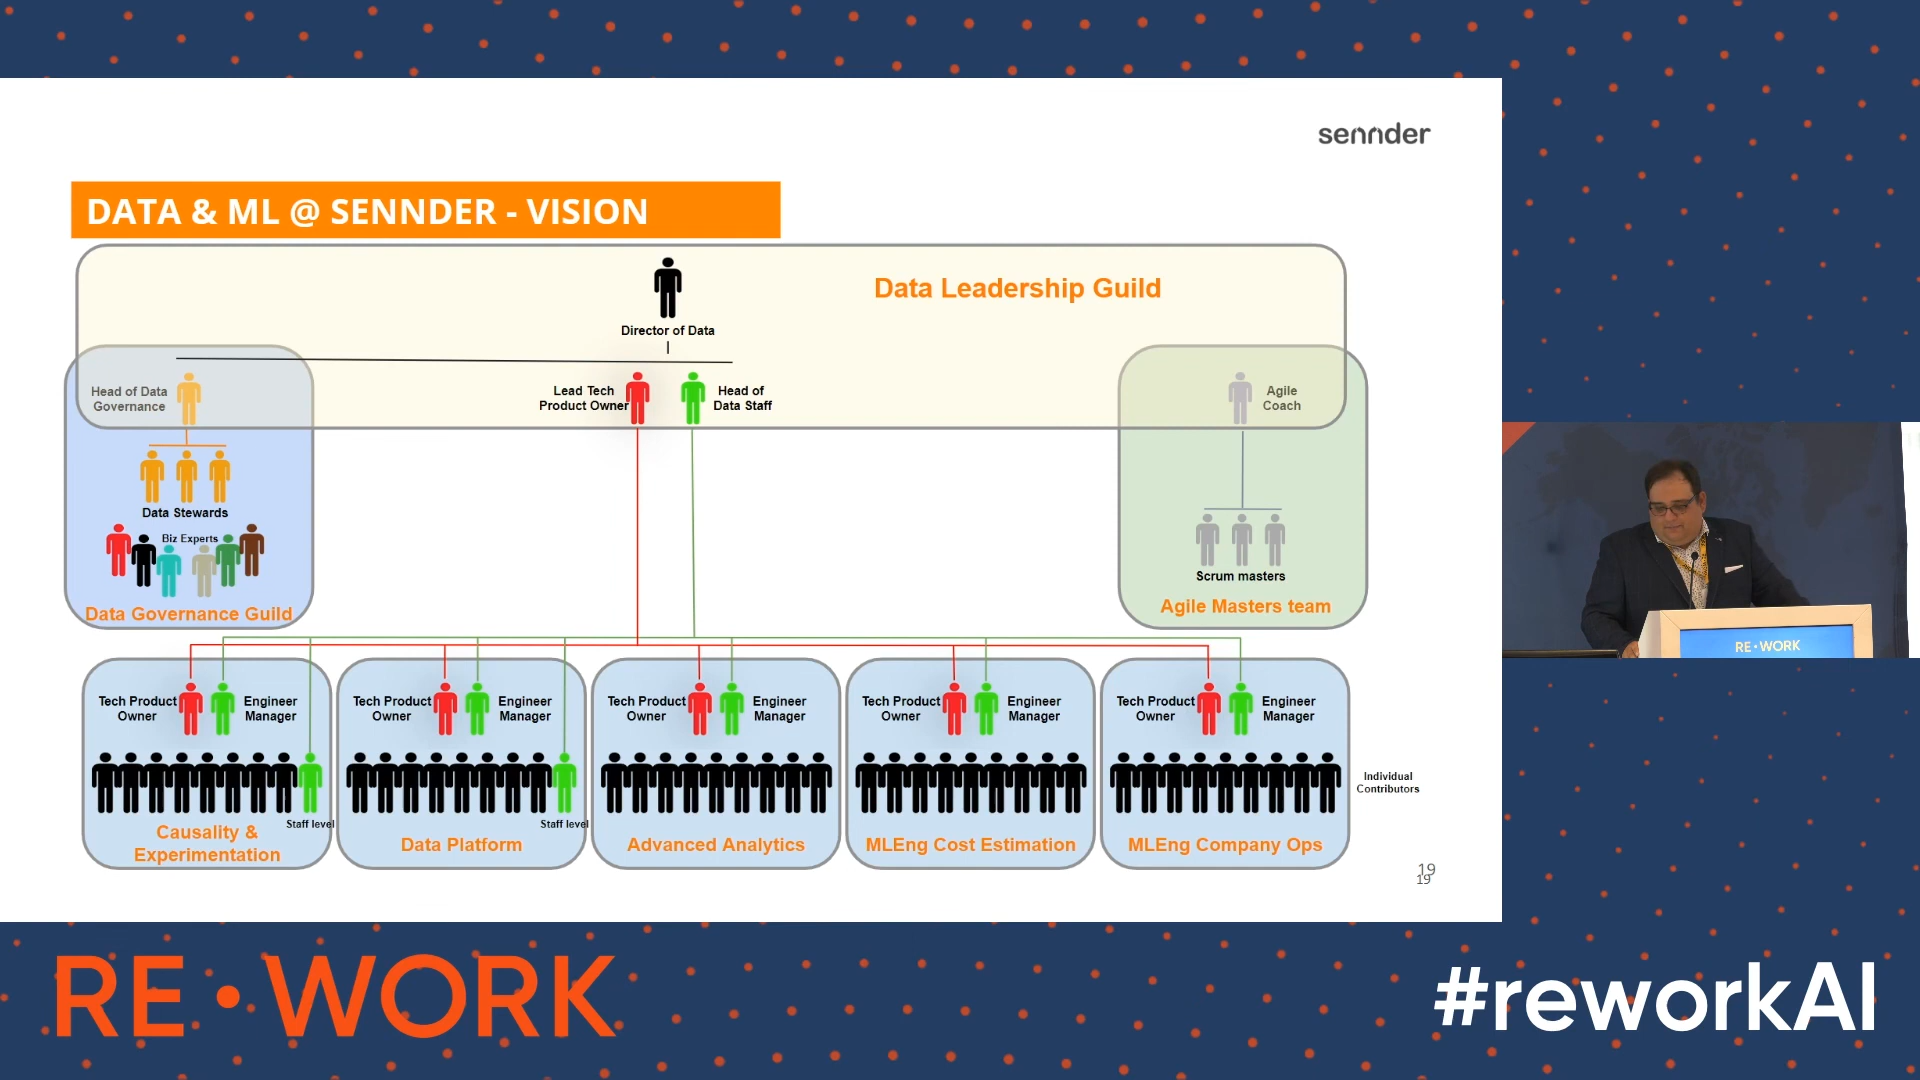 sennder
DATA & ML @ SENNDER - VISION
Data Leadership Guild
Director of Data
Head of Data
Governance
Lead Tech
Product Owner
Head of
Data Staff
Agile
Coach
Data Stewards
Biz Experts
Data Governance Guild
Scrum masters
Agile Masters team
Tech Product
Owner
Engineer
Manager
Staff level
Causality &
Experimentation
Tech Product
Owner
Engineer
Manager
Staff level
Data Platform
Tech Product
Owner
Engineer
Manager
Advanced Analytics
Tech Product
Owner
Engineer
Manager
MLEng Cost Estimation
Tech Product
Owner
Engineer
Manager
MLEng Company Ops
Individual
Contributors
19
19
RE•WORK
RE•WORK
#reworkAI